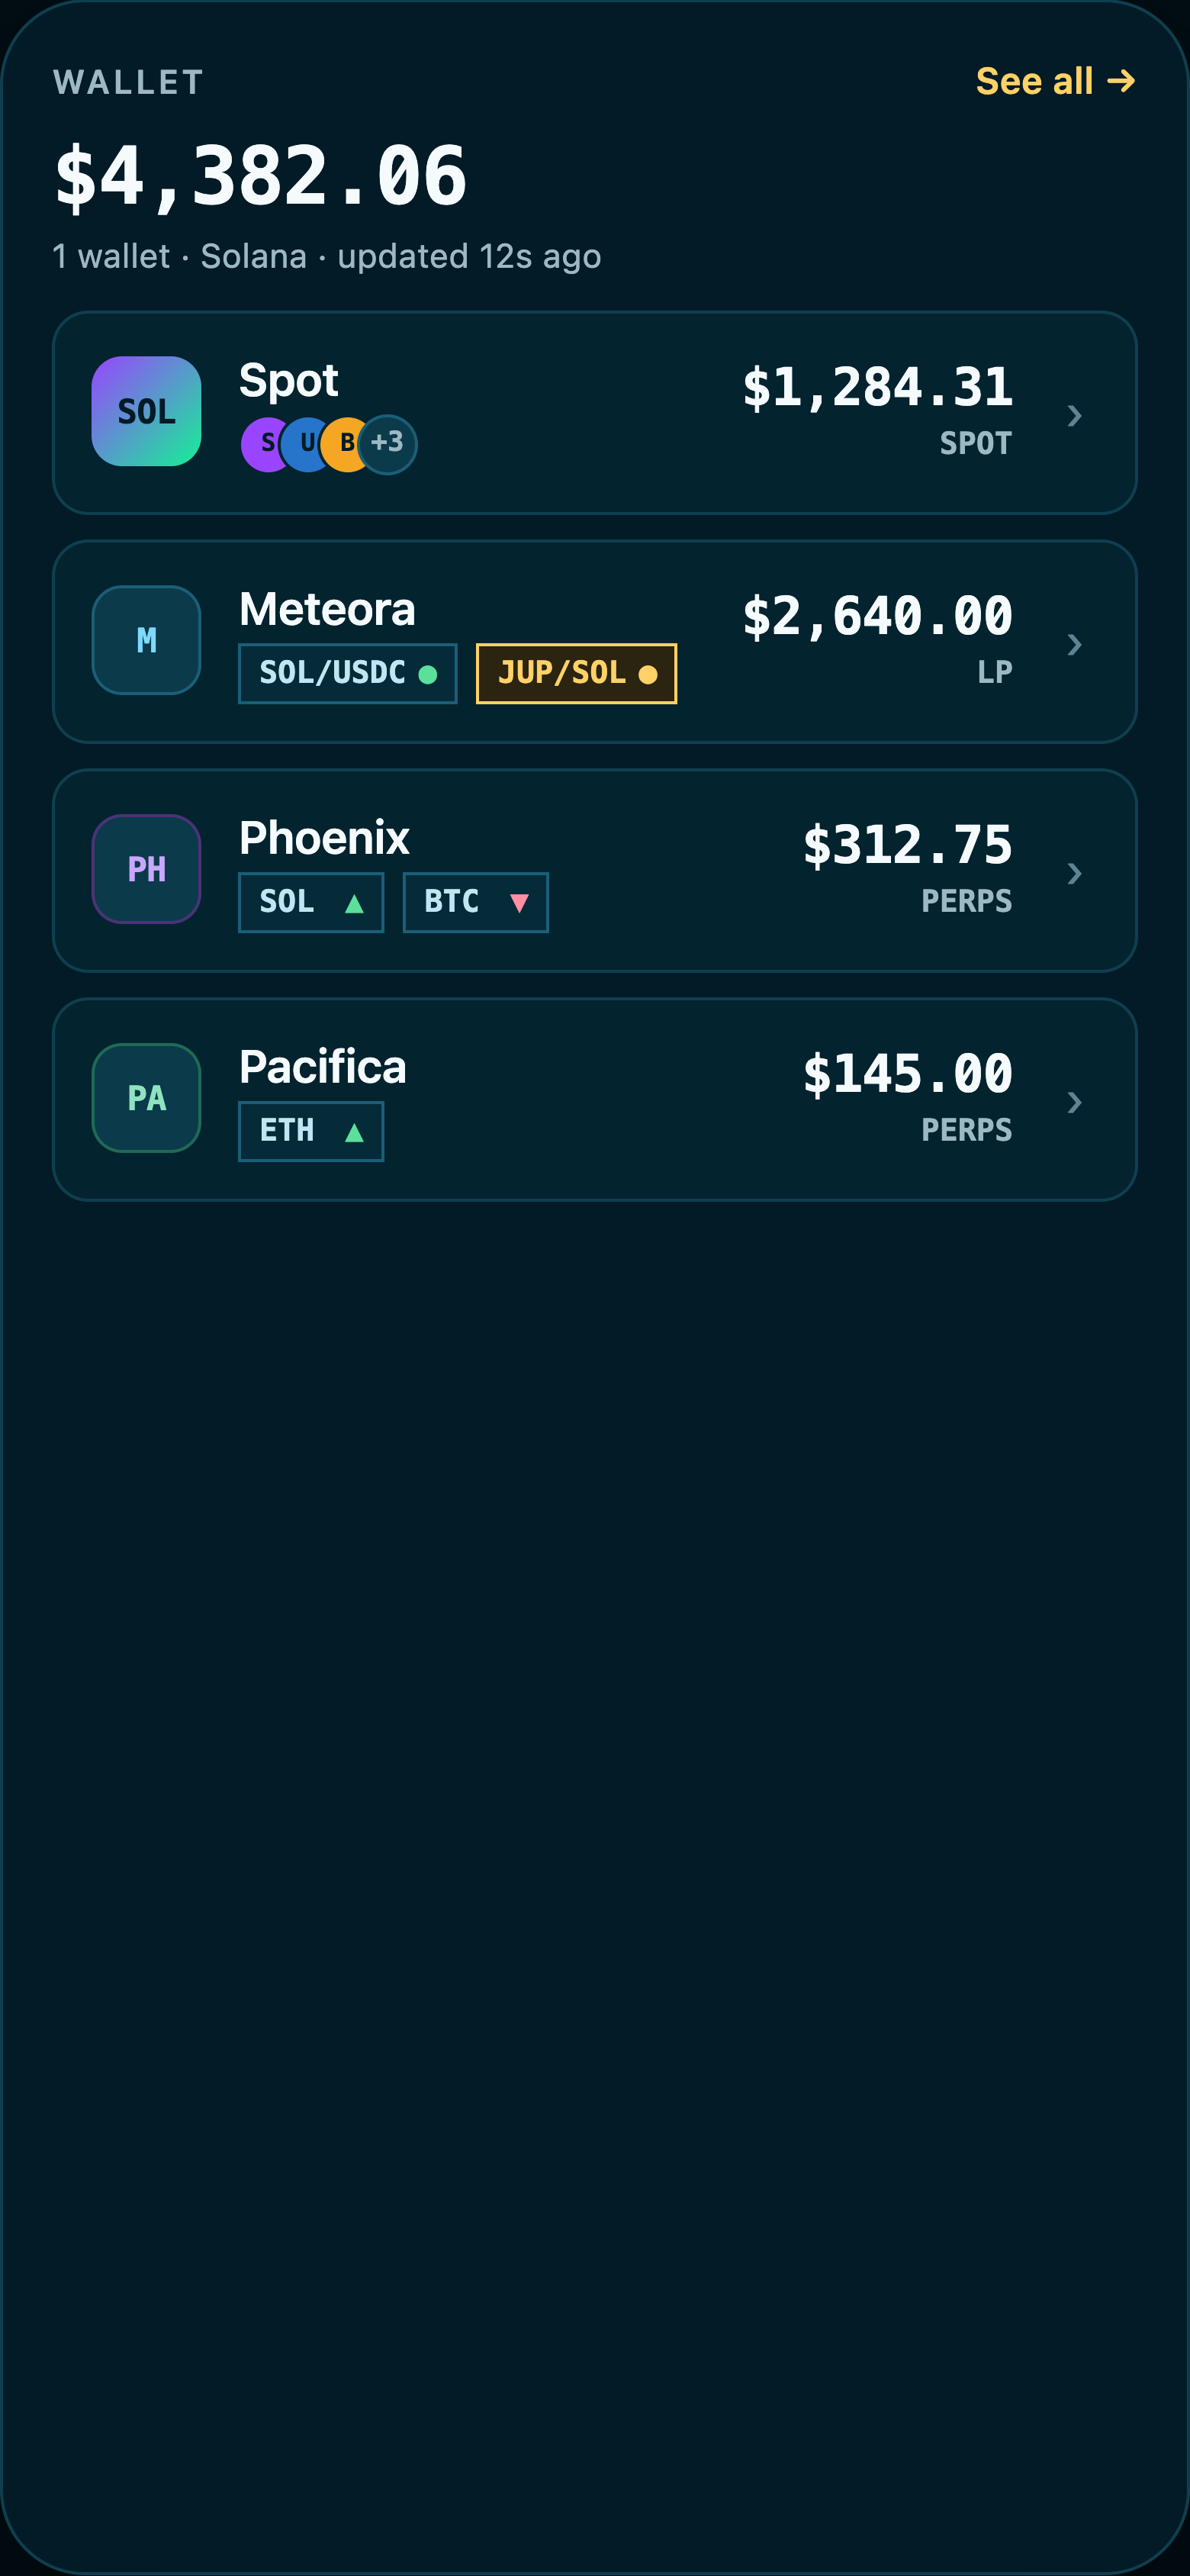 WALLET
See all →
$4,382.06
1 wallet · Solana · updated 12s ago
SOL
Spot
S U B +3
$1,284.31
SPOT
›
M
Meteora
SOL/USDC ●
JUP/SOL ●
$2,640.00
LP
›
PH
Phoenix
SOL ▲
BTC ▼
$312.75
PERPS
›
PA
Pacifica
ETH ▲
$145.00
PERPS
›